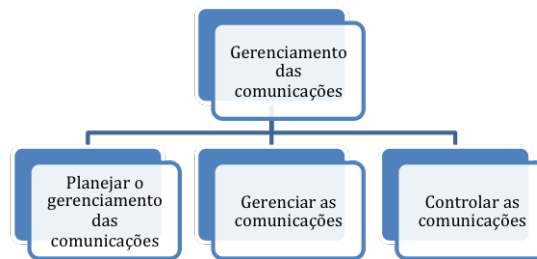 Gerenciamento
das
comunicações
Planejar o
gerenciamento
das
comunicações
Gerenciar as
comunicações
Controlar as
comunicações